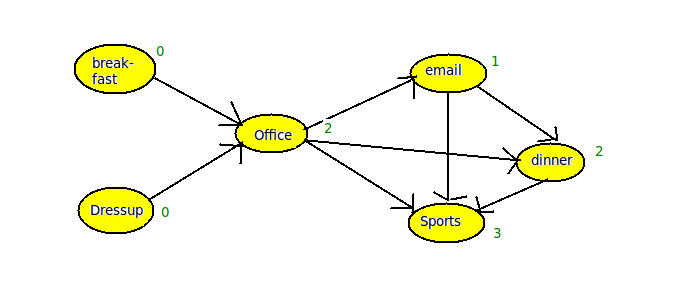 0
break-
fast
Office
2
Dressup
0
email
1
dinner
2
Sports
3